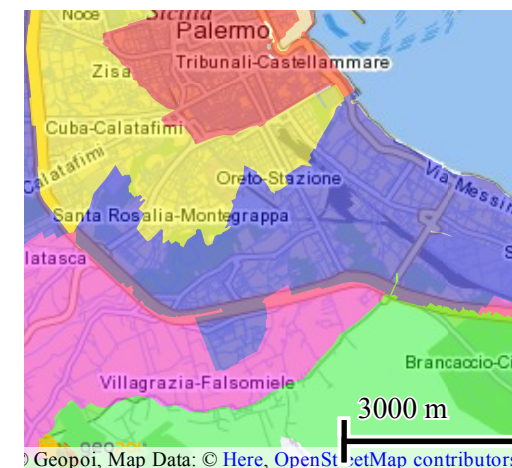 Noce
Sicilia
Palermo
Zisa
Tribunali-Castellammare
Cuba-Calatafimi
Calatafimi
Oreto-Stazione
Via Messin
Santa Rosalia-Montegrappa
S
latasca
Brancaccio-Ci
Villagrazia-Falsomiele
3000 m
geo
© Geopoi, Map Data: © Here, OpenStreetMap contributors